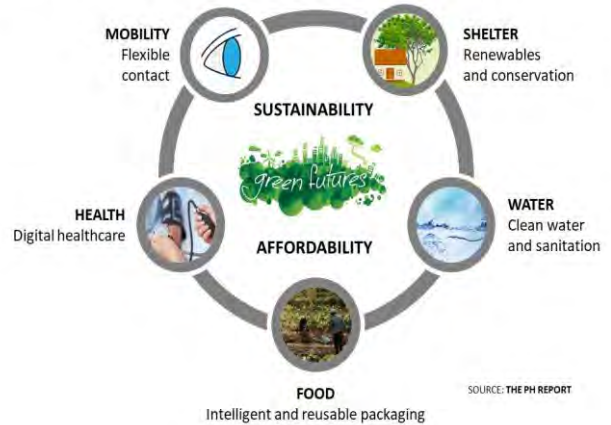 MOBILITY
Flexible
contact
SHELTER
Renewables
and conservation
SUSTAINABILITY
green futures
HEALTH
Digital healthcare
WATER
Clean water
and sanitation
AFFORDABILITY
FOOD
Intelligent and reusable packaging
SOURCE: THE PH REPORT